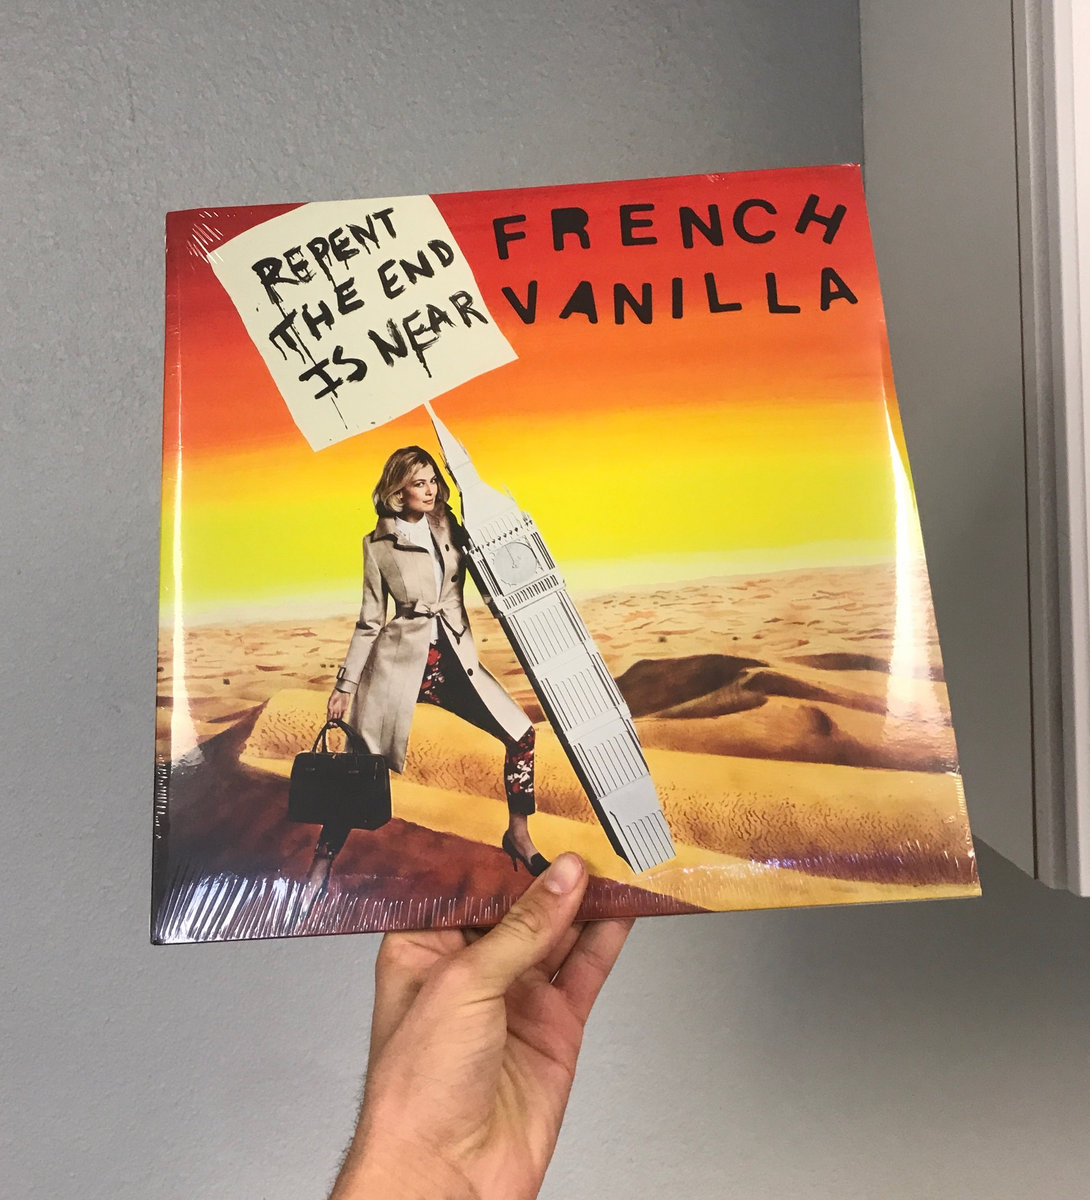 REPENT
THE END
IS NEAR
FRENCH
VANILLA